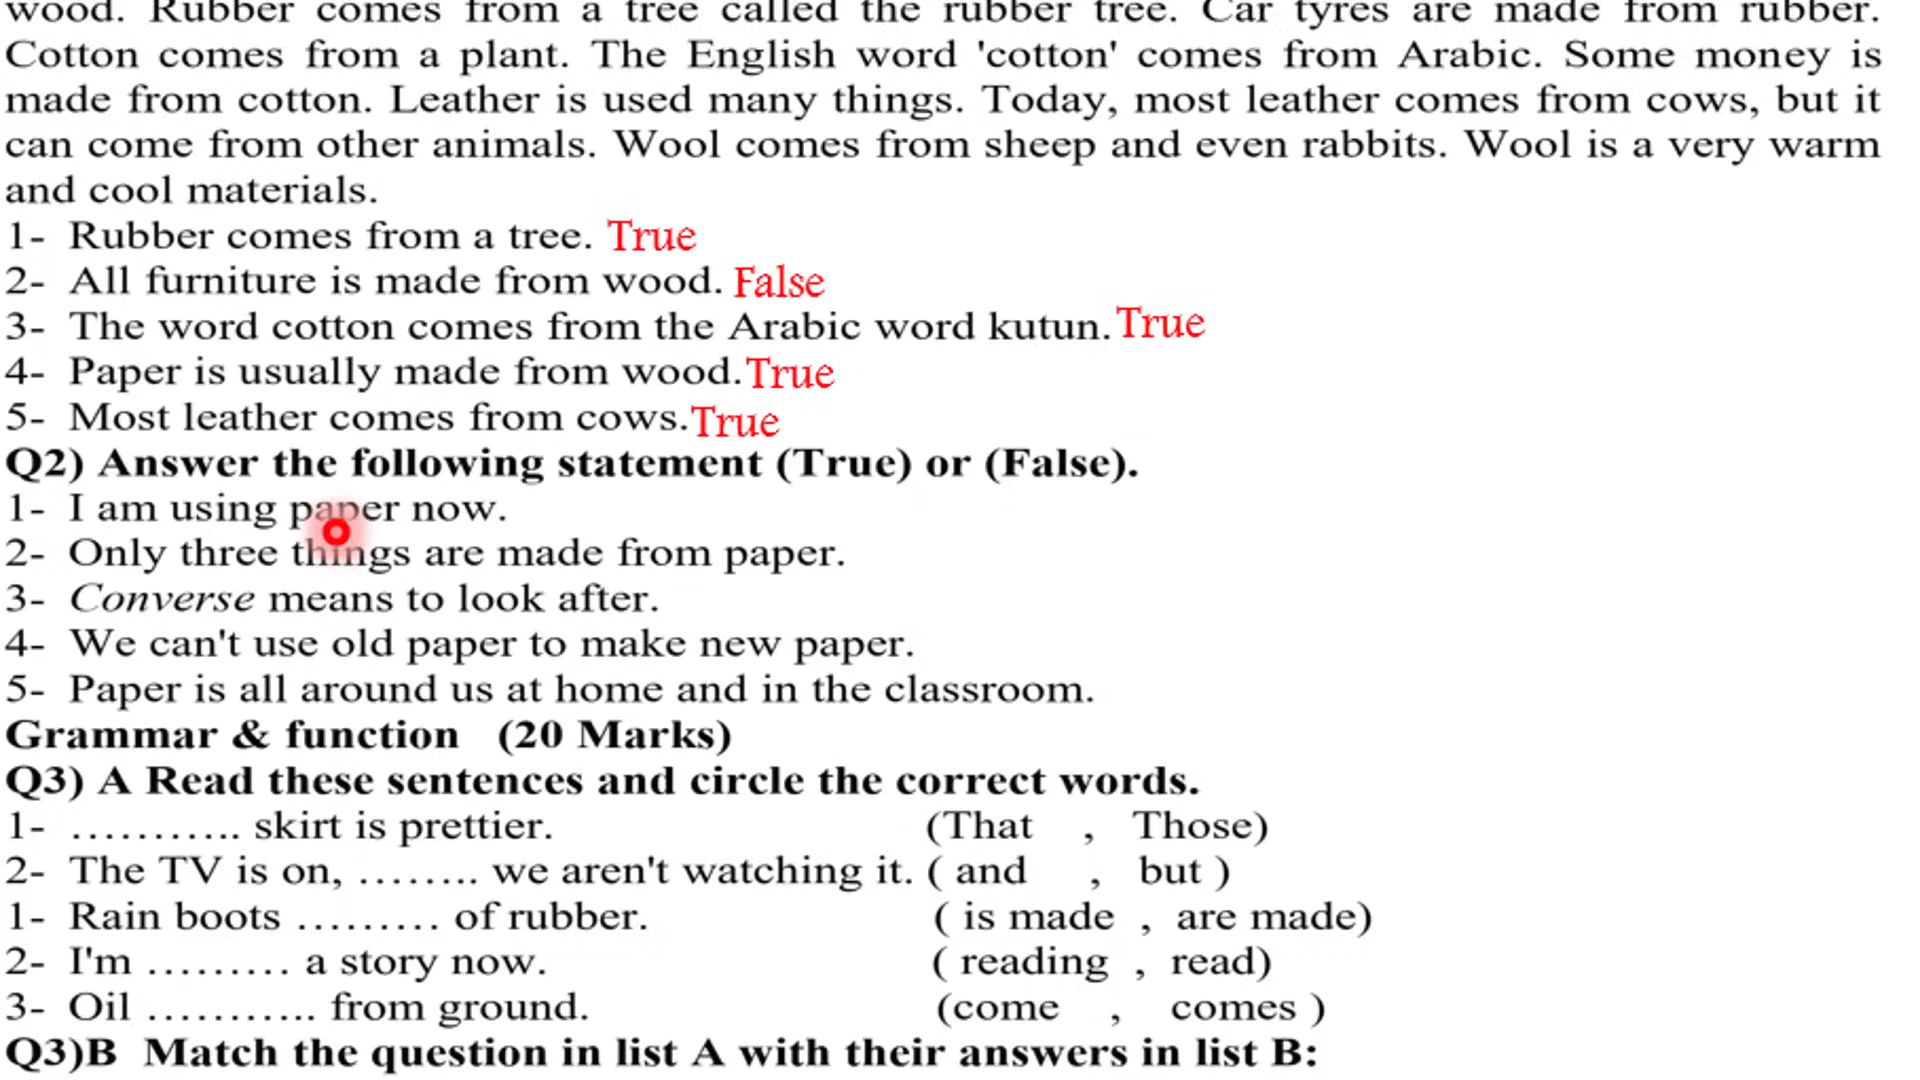 wood. Rubber comes from a tree called the rubber tree. Car tyres are made from rubber.
Cotton comes from a plant. The English word 'cotton' comes from Arabic. Some money is
made from cotton. Leather is used many things. Today, most leather comes from cows, but it
can come from other animals. Wool comes from sheep and even rabbits. Wool is a very warm
and cool materials.
1- Rubber comes from a tree. True
2- All furniture is made from wood. False
3- The word cotton comes from the Arabic word kutun. True
4- Paper is usually made from wood. True
5- Most leather comes from cows. True
Q2) Answer the following statement (True) or (False).
1- I am using paper now.
2- Only three things are made from paper.
3- Converse means to look after.
4- We can't use old paper to make new paper.
5- Paper is all around us at home and in the classroom.
Grammar & function (20 Marks)
Q3) A Read these sentences and circle the correct words.
1- ……….. skirt is prettier. (That , Those)
2- The TV is on, …….. we aren't watching it. ( and , but )
1- Rain boots ……… of rubber. ( is made , are made)
2- I'm ……… a story now. ( reading , read)
3- Oil ……….. from ground. (come , comes )
Q3)B Match the question in list A with their answers in list B: